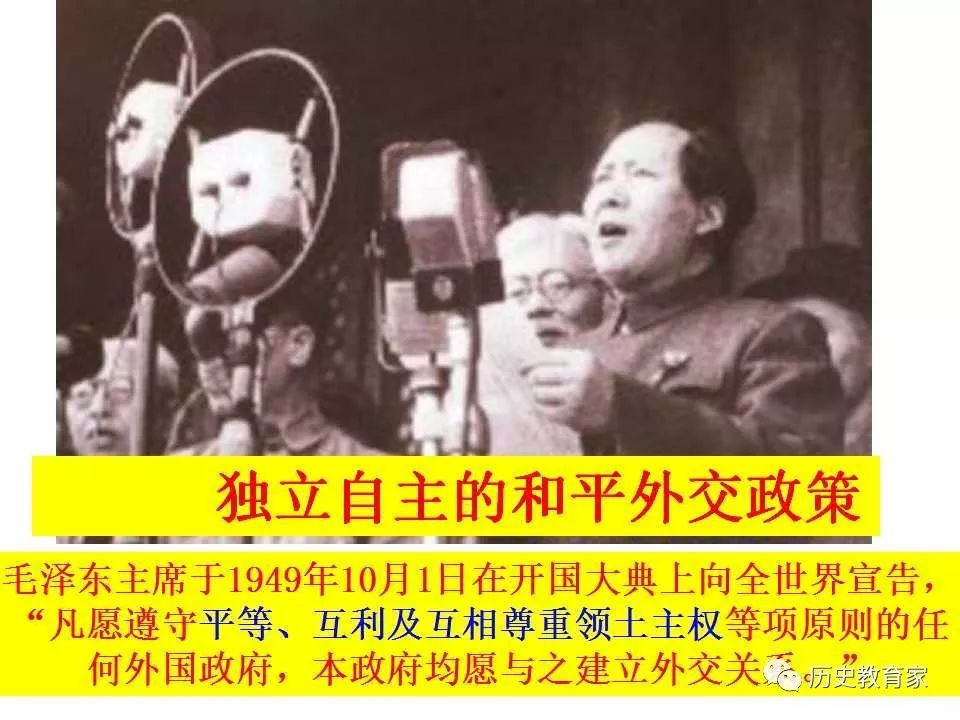 独立自主的和平外交政策
毛泽东主席于1949年10月1日在开国大典上向全世界宣告，
“凡愿遵守平等、互利及互相尊重领土主权等项原则的任
何外国政府，本政府均愿与之建立外交关系。”
历史教育家